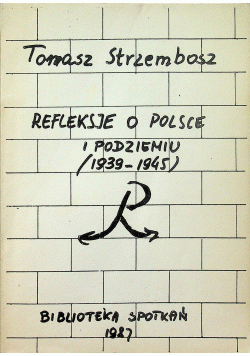 Tomasz Strzembosz
REFLEKSJE O POLSCE
I PODZIEMIU
(1939-1945)
BIBLIOTEKA SPOTKAŃ
1987